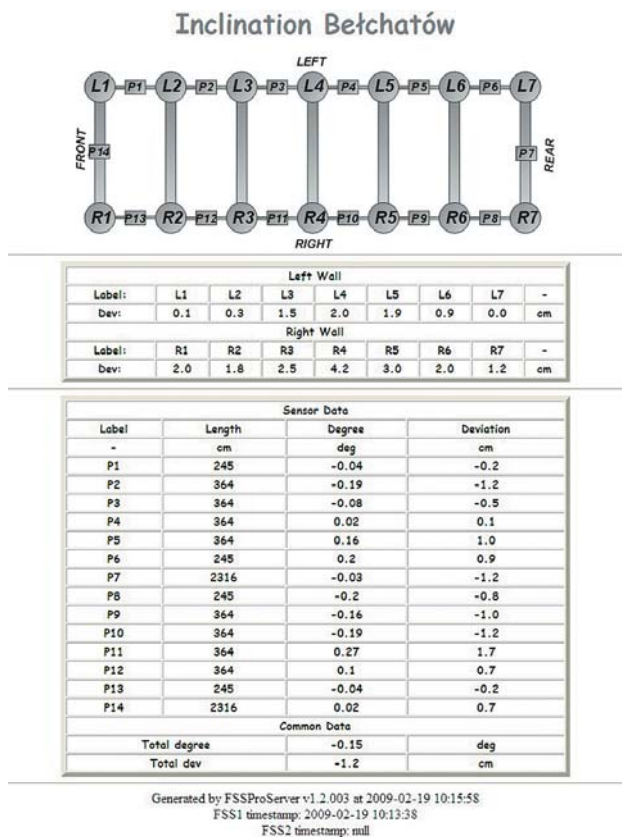 Inclination Bełchatów
LEFT
L1 P1 L2 P2 L3 P3 L4 P4 L5 P5 L6 P6 L7
FRONT P14 P7 REAR
R1 P13 R2 P12 R3 P11 R4 P10 R5 P9 R6 P8 R7
RIGHT
Left Wall
Label: L1 L2 L3 L4 L5 L6 L7 -
Dev: 0.1 0.3 1.5 2.0 1.9 0.9 0.0 cm
Right Wall
Label: R1 R2 R3 R4 R5 R6 R7 -
Dev: 2.0 1.8 2.5 4.2 3.0 2.0 1.2 cm
Sensor Data
Label Length Degree Deviation
- cm deg cm
P1 245 -0.04 -0.2
P2 364 -0.19 -1.2
P3 364 -0.08 -0.5
P4 364 0.02 0.1
P5 364 0.16 1.0
P6 245 0.2 0.9
P7 2316 -0.03 -1.2
P8 245 -0.2 -0.8
P9 364 -0.16 -1.0
P10 364 -0.19 -1.2
P11 364 0.27 1.7
P12 364 0.1 0.7
P13 245 -0.04 -0.2
P14 2316 0.02 0.7
Common Data
Total degree -0.15 deg
Total dev -1.2 cm
Generated by FSSProServer v1.2.003 at 2009-02-19 10:15:58
FSS1 timestamp: 2009-02-19 10:13:38
FSS2 timestamp: null